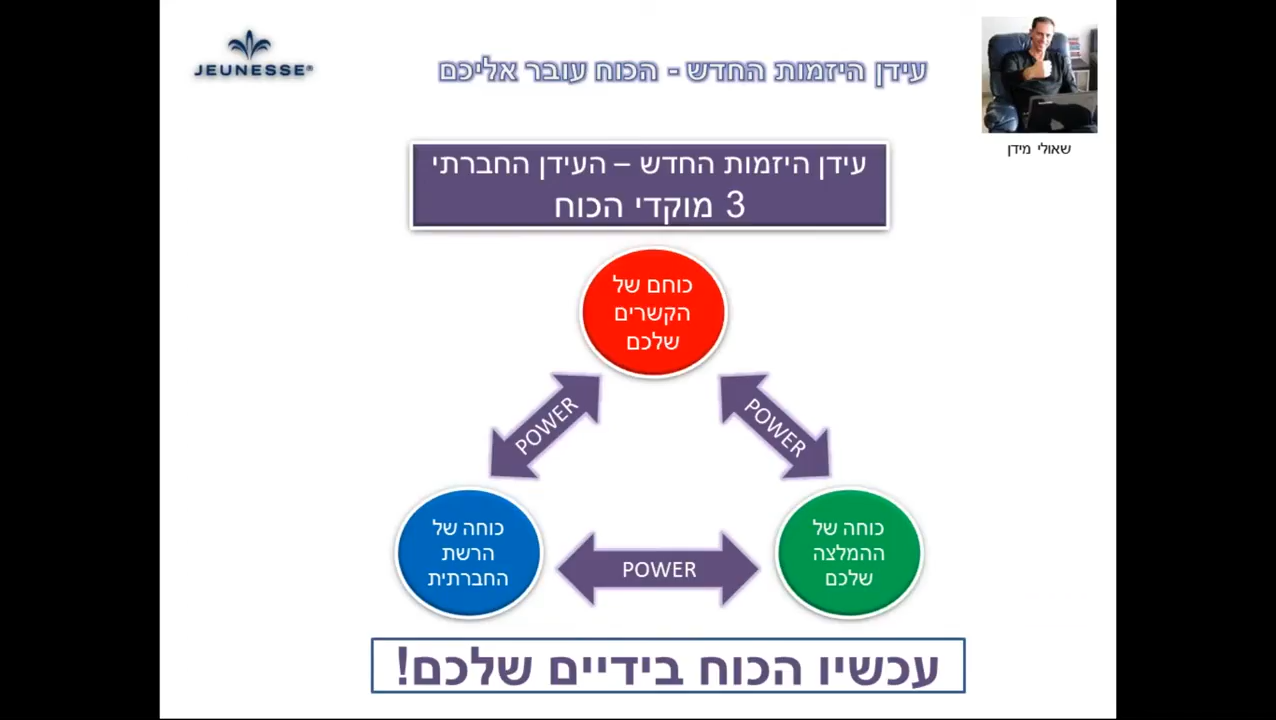 JEUNESSE®
עידן היזמות החדש - הכוח עובר אליכם
שאולי מידן
עידן היזמות החדש – העידן החברתי
3 מוקדי הכוח
כוחם של
הקשרים
שלכם
POWER
POWER
כוחה של
הרשת
החברתית
POWER
כוחה של
ההמלצה
שלכם
עכשיו הכוח בידיים שלכם!